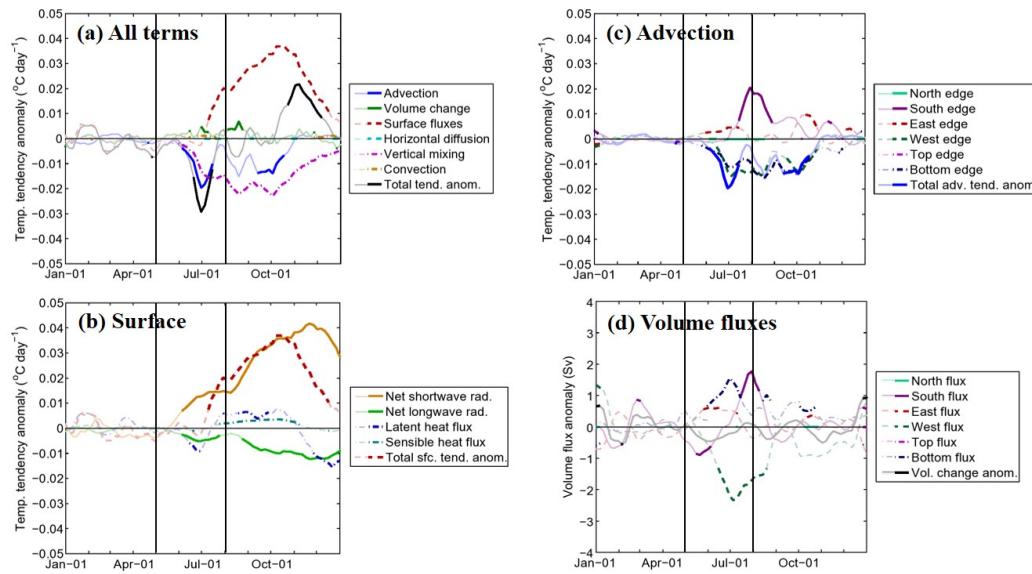 (a) All terms
Temp. tendency anomaly (°C day⁻¹)
0.05
0.04
0.03
0.02
0.01
0
−0.01
−0.02
−0.03
−0.04
−0.05
Jan−01 Apr−01 Jul−01 Oct−01
Advection
Volume change
Surface fluxes
Horizontal diffusion
Vertical mixing
Convection
Total tend. anom.
(c) Advection
Temp. tendency anomaly (°C day⁻¹)
0.05
0.04
0.03
0.02
0.01
0
−0.01
−0.02
−0.03
−0.04
−0.05
Jan−01 Apr−01 Jul−01 Oct−01
North edge
South edge
East edge
West edge
Top edge
Bottom edge
Total adv. tend. anom
(b) Surface
Temp. tendency anomaly (°C day⁻¹)
0.05
0.04
0.03
0.02
0.01
0
−0.01
−0.02
−0.03
−0.04
−0.05
Jan−01 Apr−01 Jul−01 Oct−01
Net shortwave rad.
Net longwave rad.
Latent heat flux
Sensible heat flux
Total sfc. tend. anom.
(d) Volume fluxes
Volume flux anomaly (Sv)
4
3
2
1
0
−1
−2
−3
−4
Jan−01 Apr−01 Jul−01 Oct−01
North flux
South flux
East flux
West flux
Top flux
Bottom flux
Vol. change anom.